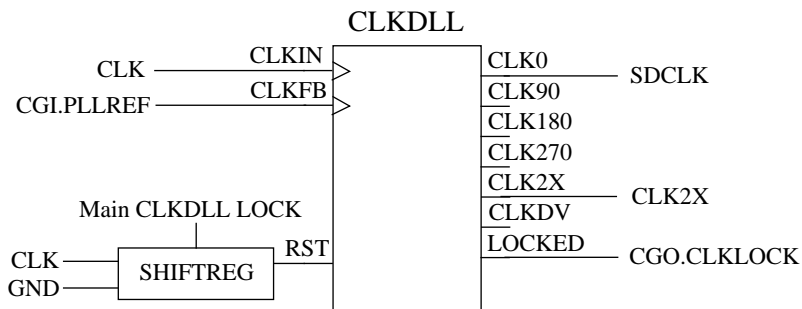 CLKDLL
CLKIN
CLK
CLKFB
CGI.PLLREF
CLK0
SDCLK
CLK90
CLK180
CLK270
CLK2X
CLK2X
CLKDV
LOCKED
CGO.CLKLOCK
Main CLKDLL LOCK
RST
CLK
SHIFTREG
GND